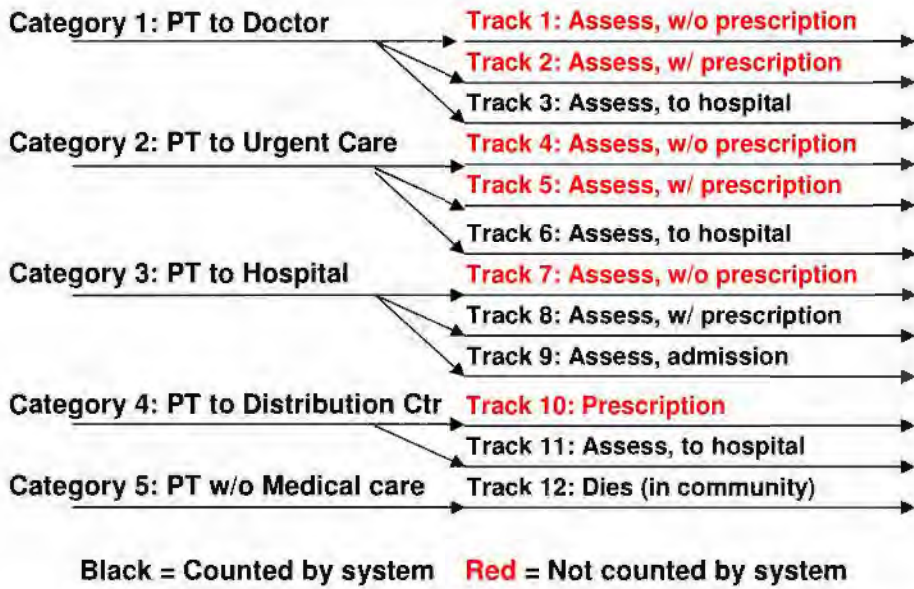 Category 1: PT to Doctor
Track 1: Assess, w/o prescription
Track 2: Assess, w/ prescription
Track 3: Assess, to hospital
Category 2: PT to Urgent Care
Track 4: Assess, w/o prescription
Track 5: Assess, w/ prescription
Track 6: Assess, to hospital
Category 3: PT to Hospital
Track 7: Assess, w/o prescription
Track 8: Assess, w/ prescription
Track 9: Assess, admission
Category 4: PT to Distribution Ctr
Track 10: Prescription
Track 11: Assess, to hospital
Category 5: PT w/o Medical care
Track 12: Dies (in community)
Black = Counted by system Red = Not counted by system